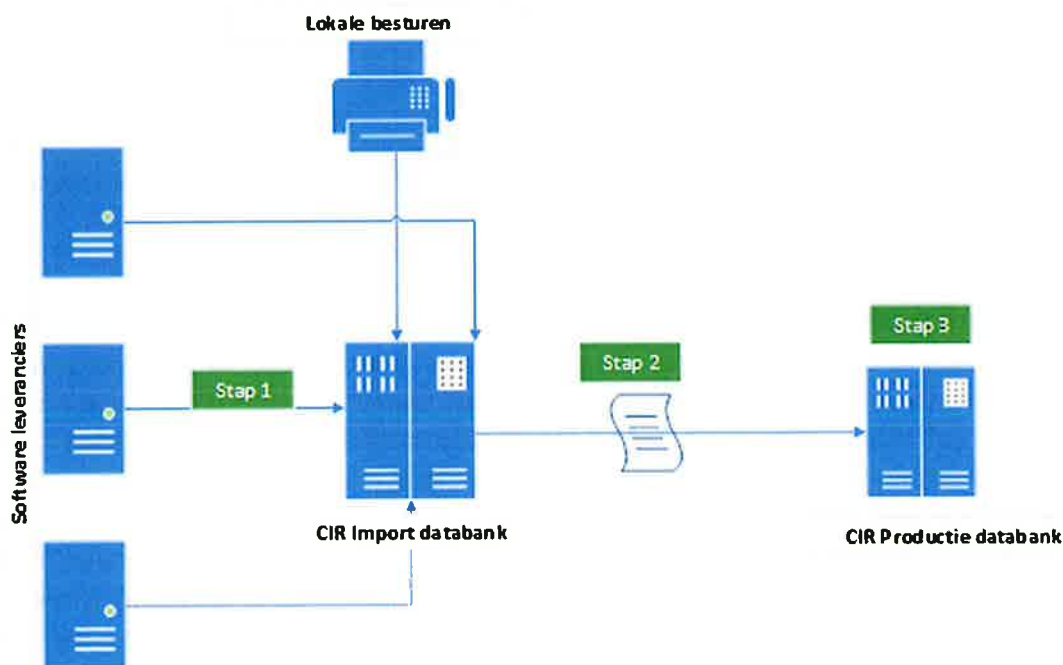 Lokale besturen
Software leveranciers
Stap 1
Stap 2
Stap 3
CIR Import databank
CIR Productie databank